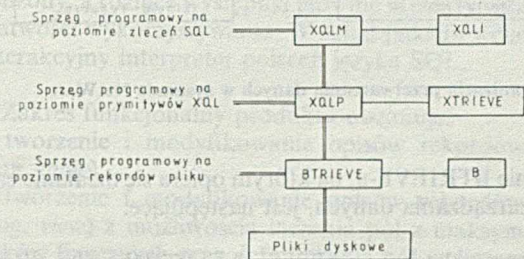 Sprzęg programowy na
poziomie zleceń SQL
XQLM
XQLI
Sprzęg programowy na
poziomie prymitywów XQL
XQLP
XTRIEVE
Sprzęg programowy na
poziomie rekordów pliku
BTRIEVE
B
Pliki dyskowe